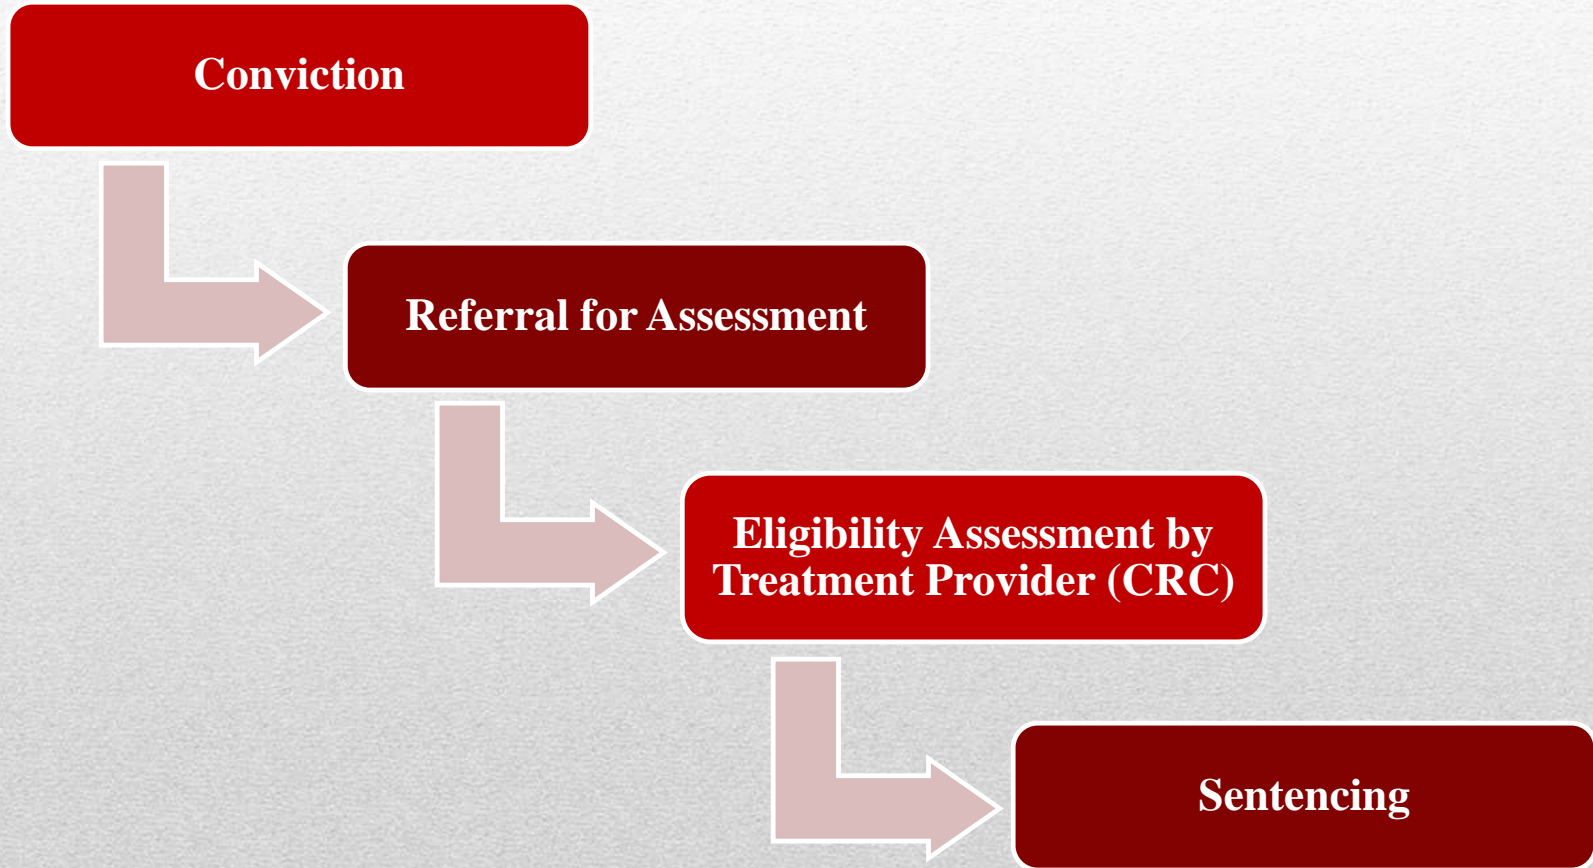 Conviction
Referral for Assessment
Eligibility Assessment by
Treatment Provider (CRC)
Sentencing